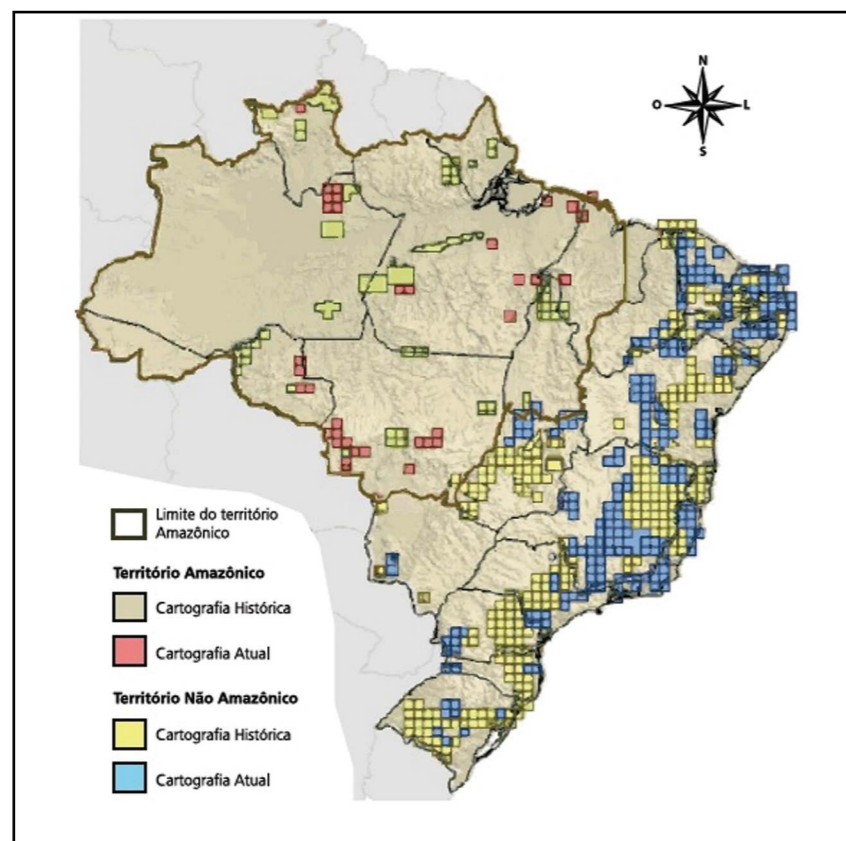 N
O
L
S
Limite do território
Amazônico
Território Amazônico
Cartografia Histórica
Cartografia Atual
Território Não Amazônico
Cartografia Histórica
Cartografia Atual